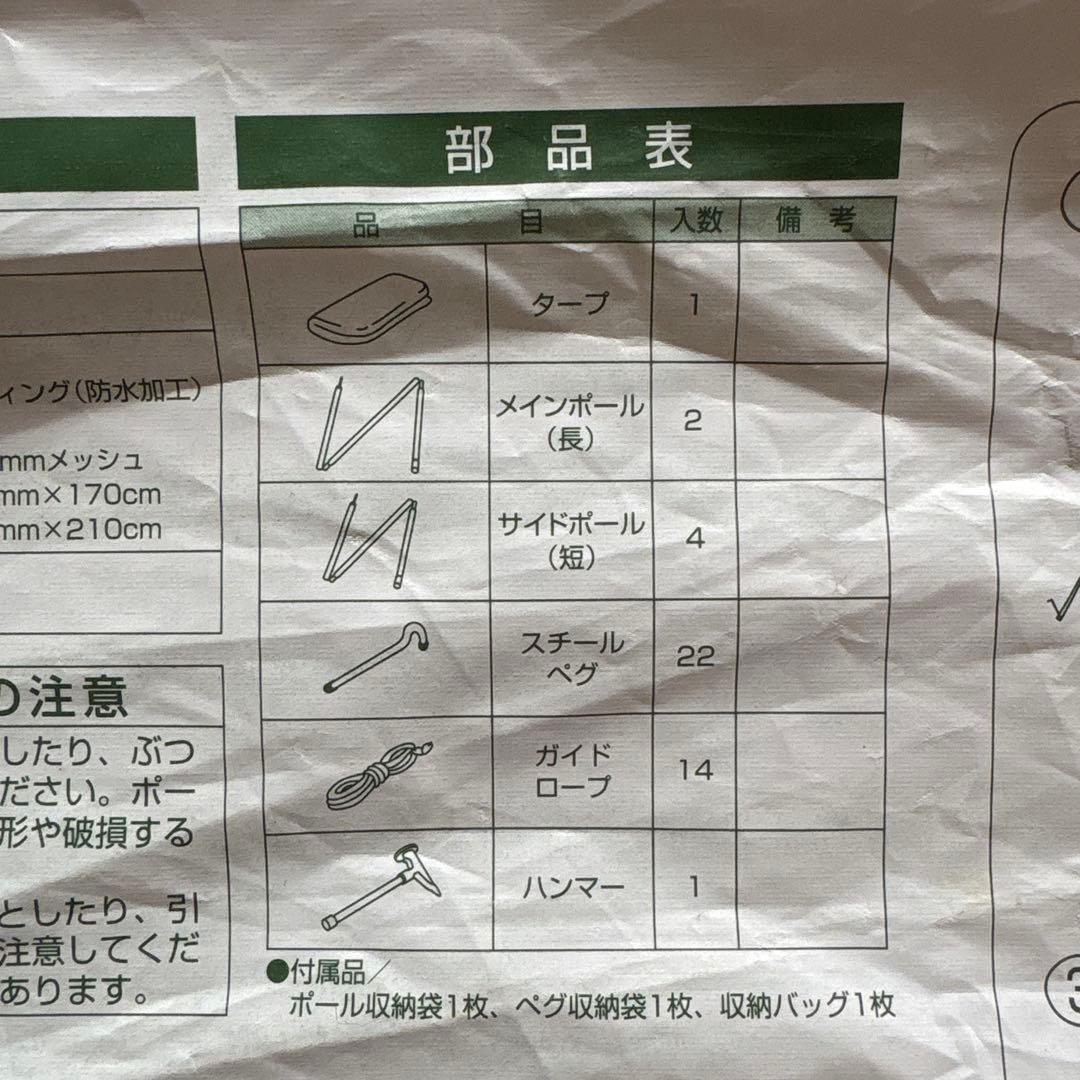 部品表
品目 入数 備考
タープ 1
メインポール
（長） 2
サイドポール
（短） 4
スチール
ペグ 22
ガイド
ロープ 14
ハンマー 1
●付属品／
ポール収納袋1枚、ペグ収納袋1枚、収納バッグ1枚
ィング（防水加工）
mmメッシュ
mm×170cm
mm×210cm
の注意
したり、ぶつ
ださい。ポー
形や破損する
としたり、引
注意してくだ
あります。
3